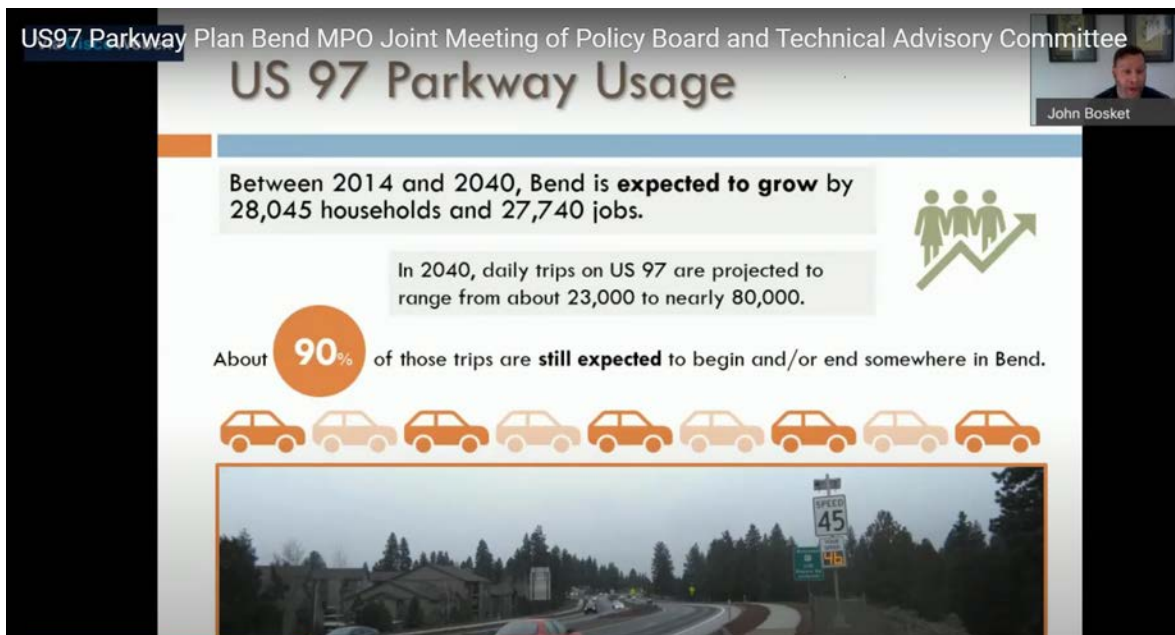 US97 Parkway Plan Bend MPO Joint Meeting of Policy Board and Technical Advisory Committee
US 97 Parkway Usage
John Bosket
Between 2014 and 2040, Bend is expected to grow by
28,045 households and 27,740 jobs.
In 2040, daily trips on US 97 are projected to
range from about 23,000 to nearly 80,000.
About 90% of those trips are still expected to begin and/or end somewhere in Bend.
SPEED
45
46